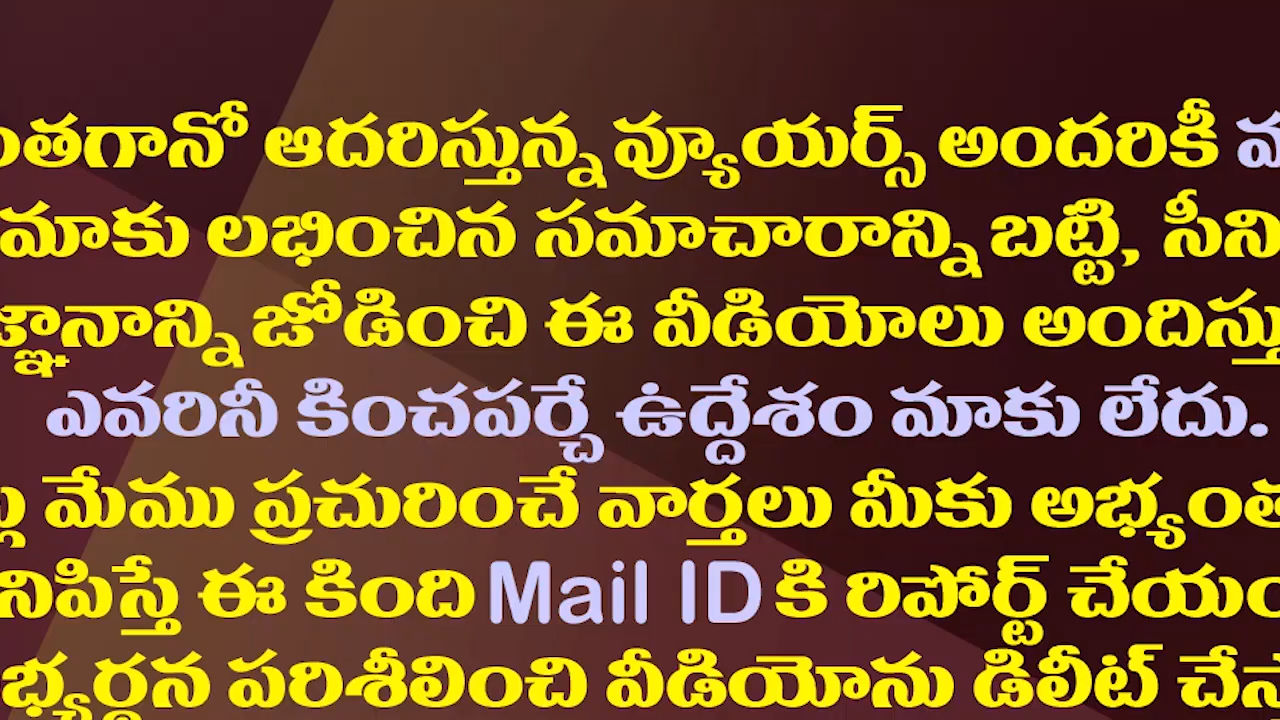 ంతగానో ఆదరిస్తున్న వ్యూయర్స్ అందరికీ
మాకు లభించిన సమాచారాన్ని బట్టి, సీని
జ్ఞానాన్ని జోడించి ఈ వీడియోలు అందిస్తు
ఎవరినీ కించపర్చే ఉద్దేశం మాకు లేదు.
మేము ప్రచురించే వార్తలు మీకు అభ్యంత
నిపిస్తే ఈ కింది Mail ID కి రిపోర్ట్ చేయం
భ్యర్థన పరిశీలించి వీడియోను డిలీట్ చేస